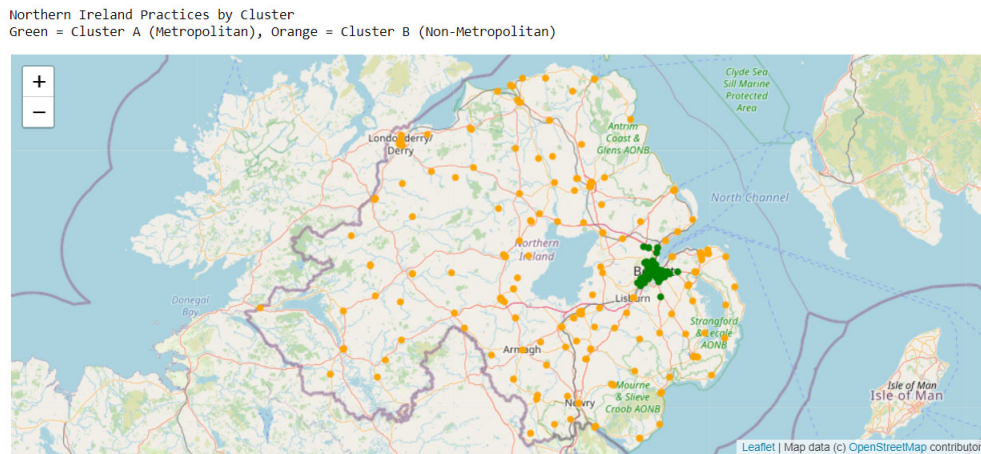 Northern Ireland Practices by Cluster
Green = Cluster A (Metropolitan), Orange = Cluster B (Non-Metropolitan)
+
−
Clyde Sea
Sill Marine
Protected
Area
Londonderry/
Derry
Antrim
Coast &
Glens AONB
North Channel
Northern
Ireland
Donegal
Bay
Lisburn
Strangford
& Lecale
AONB
Armagh
Mourne
& Slieve
Croob AONB
Newry
Isle of Man
Isle of Man
Leaflet | Map data (c) OpenStreetMap contributor